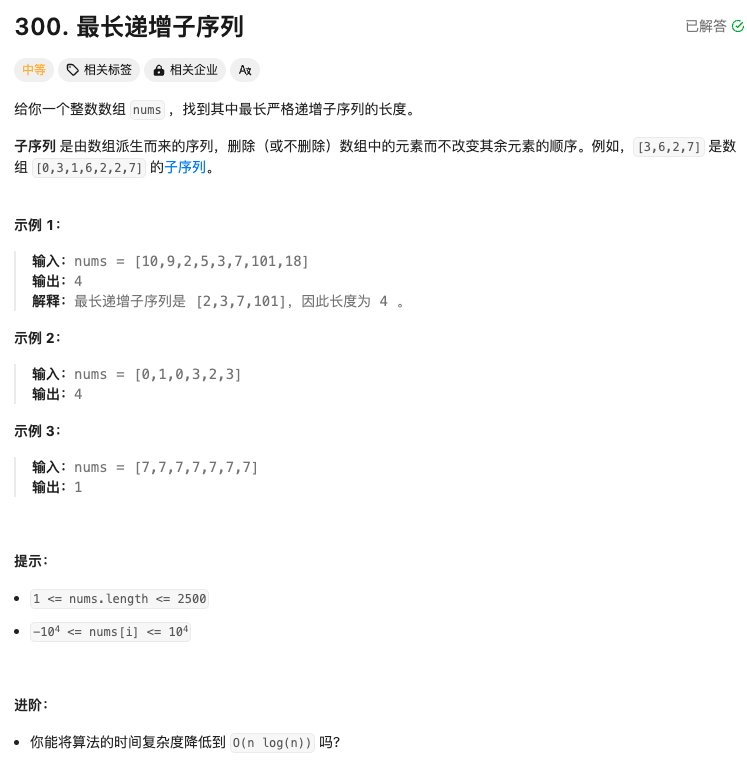 300. 最长递增子序列
已解答
中等 相关标签 相关企业 Az
给你一个整数数组 nums ，找到其中最长严格递增子序列的长度。
子序列 是由数组派生而来的序列，删除（或不删除）数组中的元素而不改变其余元素的顺序。例如，[3,6,2,7] 是数
组 [0,3,1,6,2,2,7] 的子序列。
示例 1：
输入：nums = [10,9,2,5,3,7,101,18]
输出：4
解释：最长递增子序列是 [2,3,7,101]，因此长度为 4 。
示例 2：
输入：nums = [0,1,0,3,2,3]
输出：4
示例 3：
输入：nums = [7,7,7,7,7,7,7]
输出：1
提示：
• 1 <= nums.length <= 2500
• -10⁴ <= nums[i] <= 10⁴
进阶：
• 你能将算法的时间复杂度降低到 O(n log(n)) 吗?